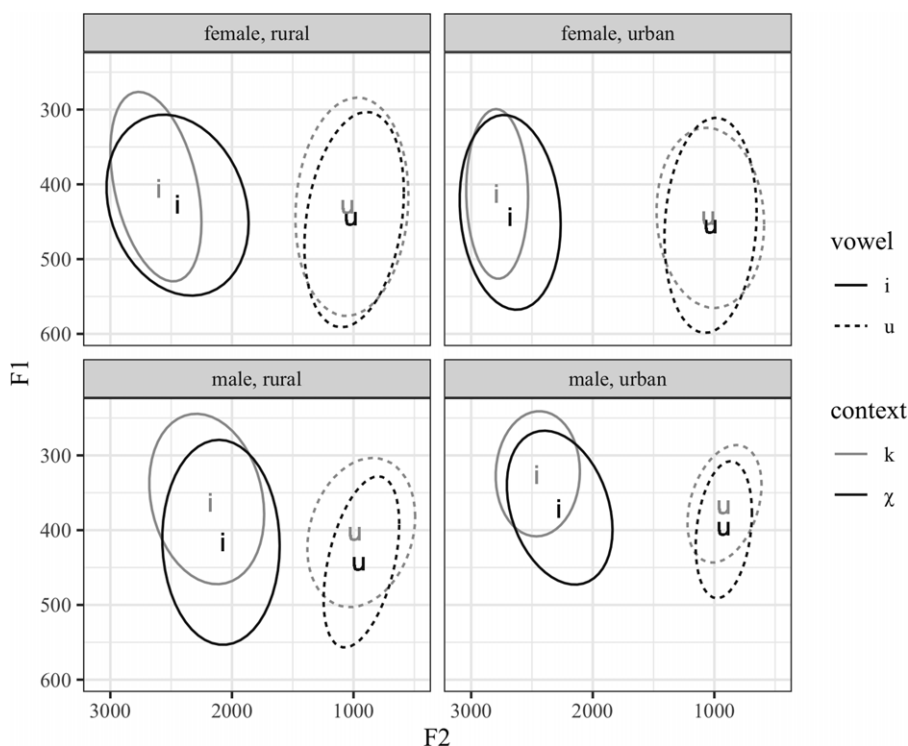 female, rural
female, urban
300
400
500
600
i
i
u
u
i
i
u
u
male, rural
male, urban
300
400
500
600
i
i
u
u
i
i
u
u
3000
2000
1000
3000
2000
1000
F1
F2
vowel
i
u
context
k
χ